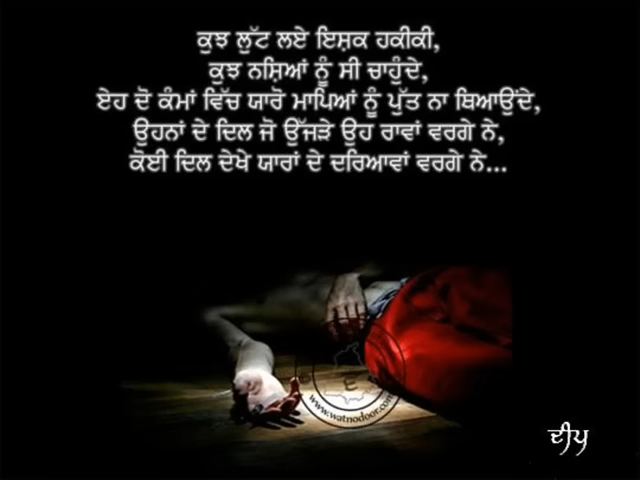 ਕੁਝ ਲੁੱਟ ਲਏ ਇਸ਼ਕ ਹਕੀਕੀ,
ਕੁਝ ਨਸ਼ਿਆਂ ਨੂੰ ਸੀ ਚਾਹੁੰਦੇ,
ਏਹ ਦੋ ਕੰਮਾਂ ਵਿੱਚ ਯਾਰੋ ਮਾਪਿਆਂ ਨੂੰ ਪੁੱਤ ਨਾ ਥਿਆਉਂਦੇ,
ਉਹਨਾਂ ਦੇ ਦਿਲ ਜੋ ਉੱਜੜੇ ਉਹ ਰਾਵਾਂ ਵਰਗੇ ਨੇ,
ਕੋਈ ਦਿਲ ਦੇਖੇ ਯਾਰਾਂ ਦੇ ਦਰਿਆਵਾਂ ਵਰਗੇ ਨੇ...
www.watnodoor.com
ਦੀਪ